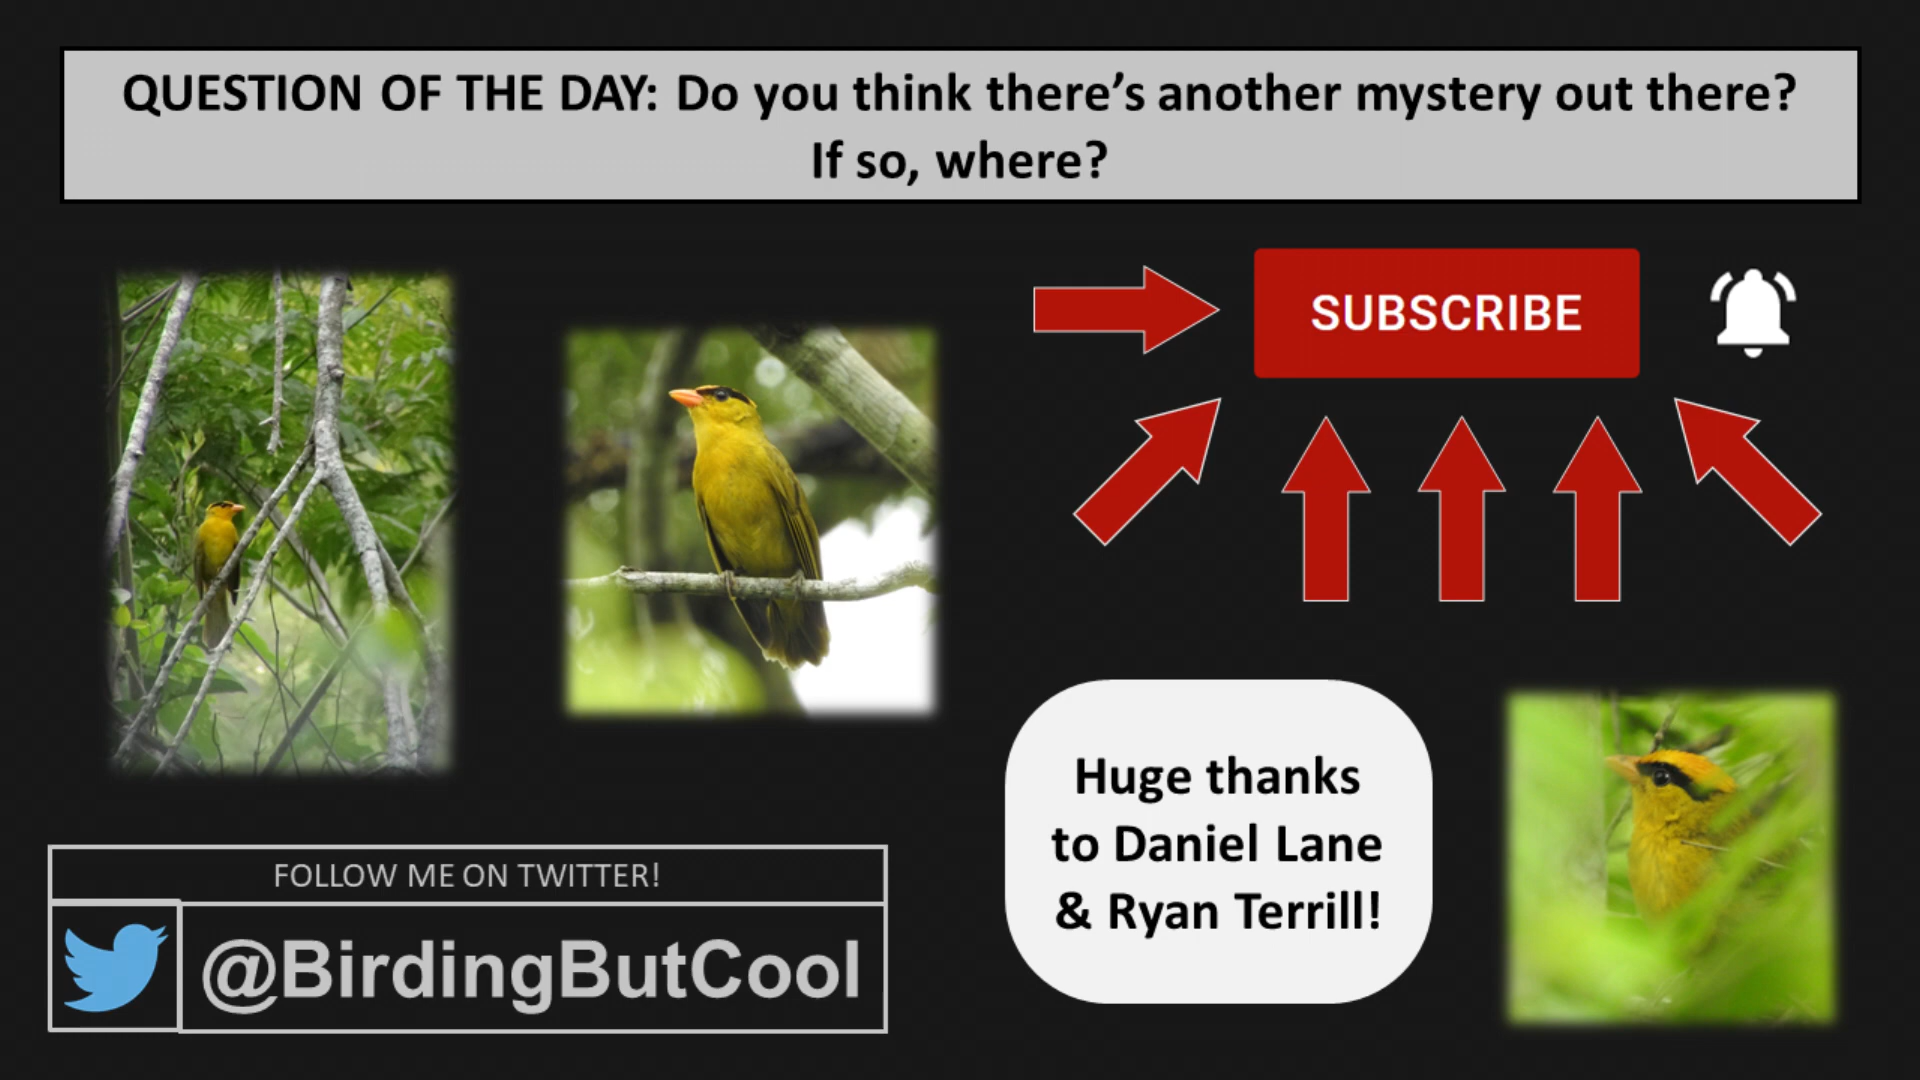 QUESTION OF THE DAY: Do you think there’s another mystery out there?
If so, where?
SUBSCRIBE
Huge thanks
to Daniel Lane
& Ryan Terrill!
FOLLOW ME ON TWITTER!
@BirdingButCool